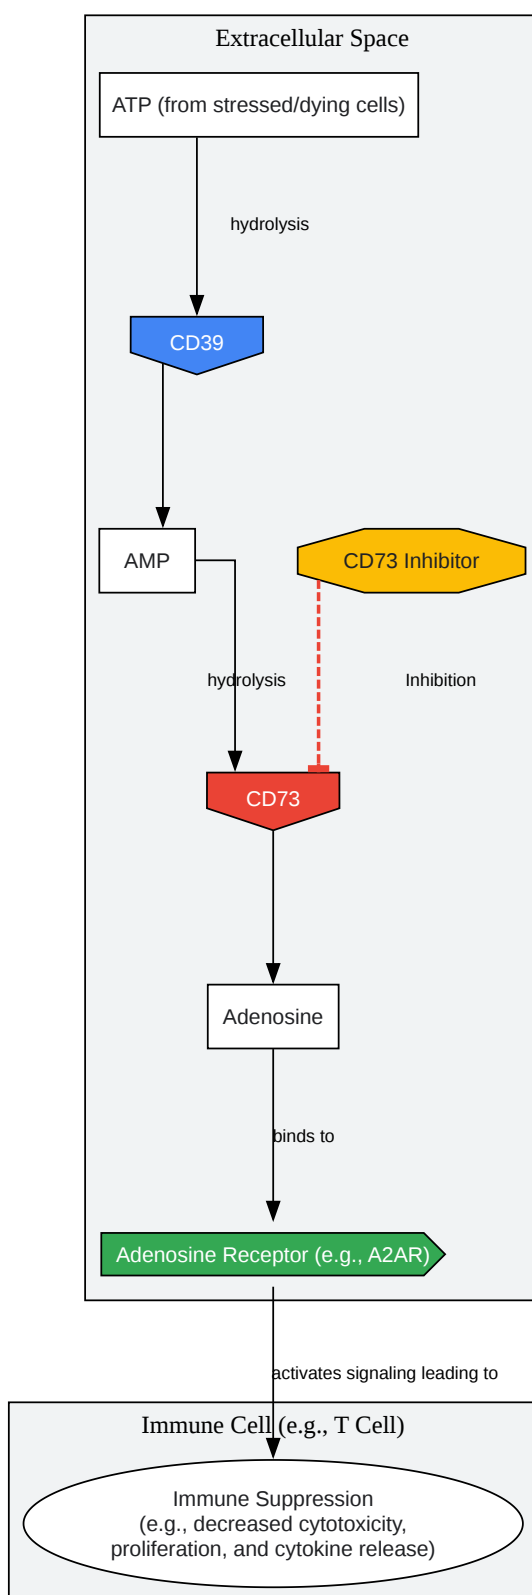 Extracellular Space
ATP (from stressed/dying cells)
hydrolysis
CD39
AMP
CD73 Inhibitor
hydrolysis
Inhibition
CD73
Adenosine
binds to
Adenosine Receptor (e.g., A2AR)
activates signaling leading to
Immune Cell (e.g., T Cell)
Immune Suppression
(e.g., decreased cytotoxicity,
proliferation, and cytokine release)